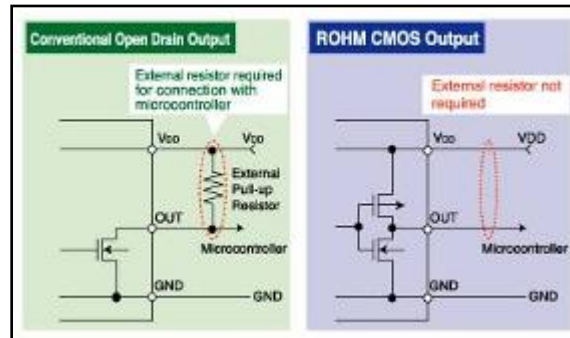 Conventional Open Drain Output
External resistor required
for connection with
microcontroller
VDD
VDD
External
Pull-up
Resistor
OUT
Microcontroller
GND
GND
ROHM CMOS Output
External resistor not
required
VDD
VDD
OUT
Microcontroller
GND
GND